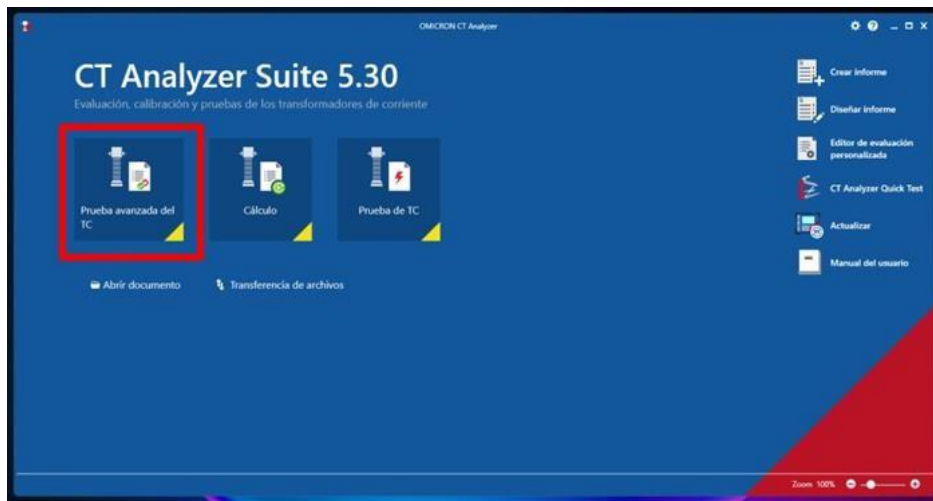 OMICRON CT Analyzer
CT Analyzer Suite 5.30
Evaluación, calibración y pruebas de los transformadores de corriente
Prueba avanzada del
TC
Cálculo
Prueba de TC
Abrir documento
Transferencia de archivos
Crear informe
Diseñar informe
Editor de evaluación
personalizada
CT Analyzer Quick Test
Actualizar
Manual del usuario
Zoom 100%